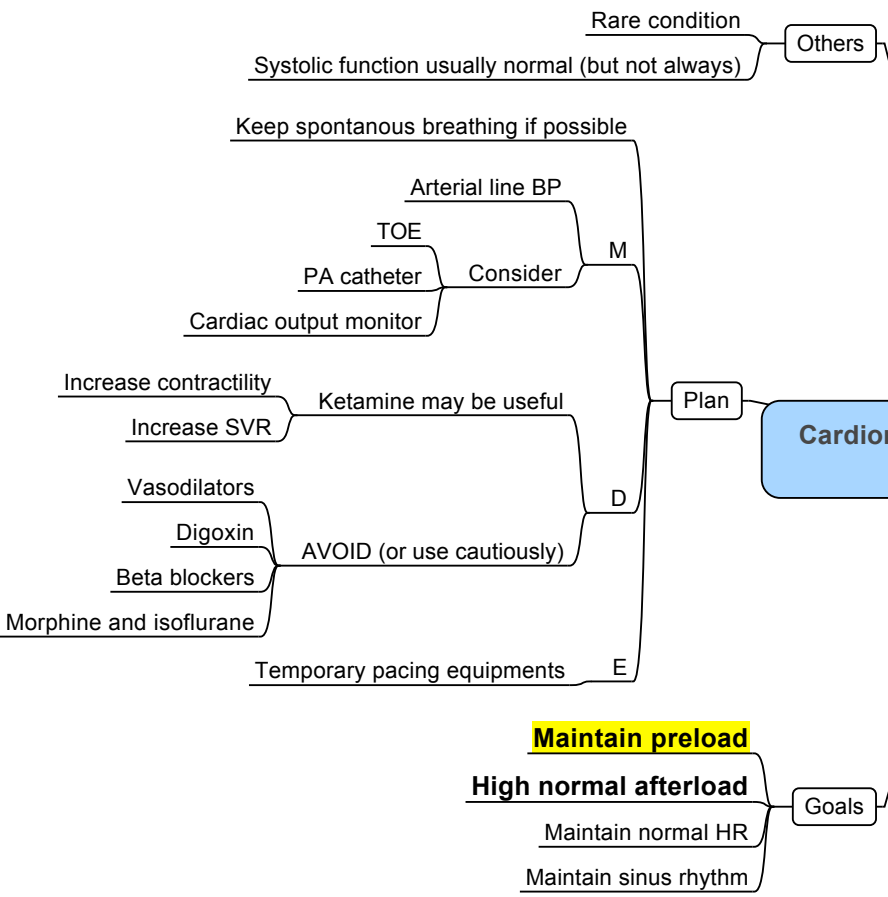 Rare condition
Others
Systolic function usually normal (but not always)
Keep spontanous breathing if possible
Arterial line BP
M
TOE
PA catheter
Consider
Cardiac output monitor
Increase contractility
Ketamine may be useful
Increase SVR
Plan
Vasodilators
D
Digoxin
AVOID (or use cautiously)
Beta blockers
Morphine and isoflurane
Temporary pacing equipments
E
Maintain preload
High normal afterload
Goals
Maintain normal HR
Maintain sinus rhythm